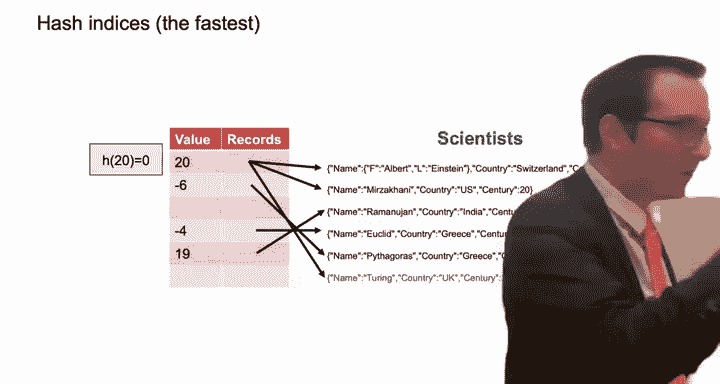 Hash indices (the fastest)
h(20)=0
Value Records
20
-6
-4
19
Scientists
{"Name":{"F":"Albert","L":"Einstein"},"Country":"Switzerland","C
{"Name":"Mirzakhani","Country":"US","Century":20}
{"Name":"Ramanujan","Country":"India","Centu
{"Name":"Euclid","Country":"Greece","Centur
{"Name":"Pythagoras","Country":"Greece","
{"Name":"Turing","Country":"UK","Century":